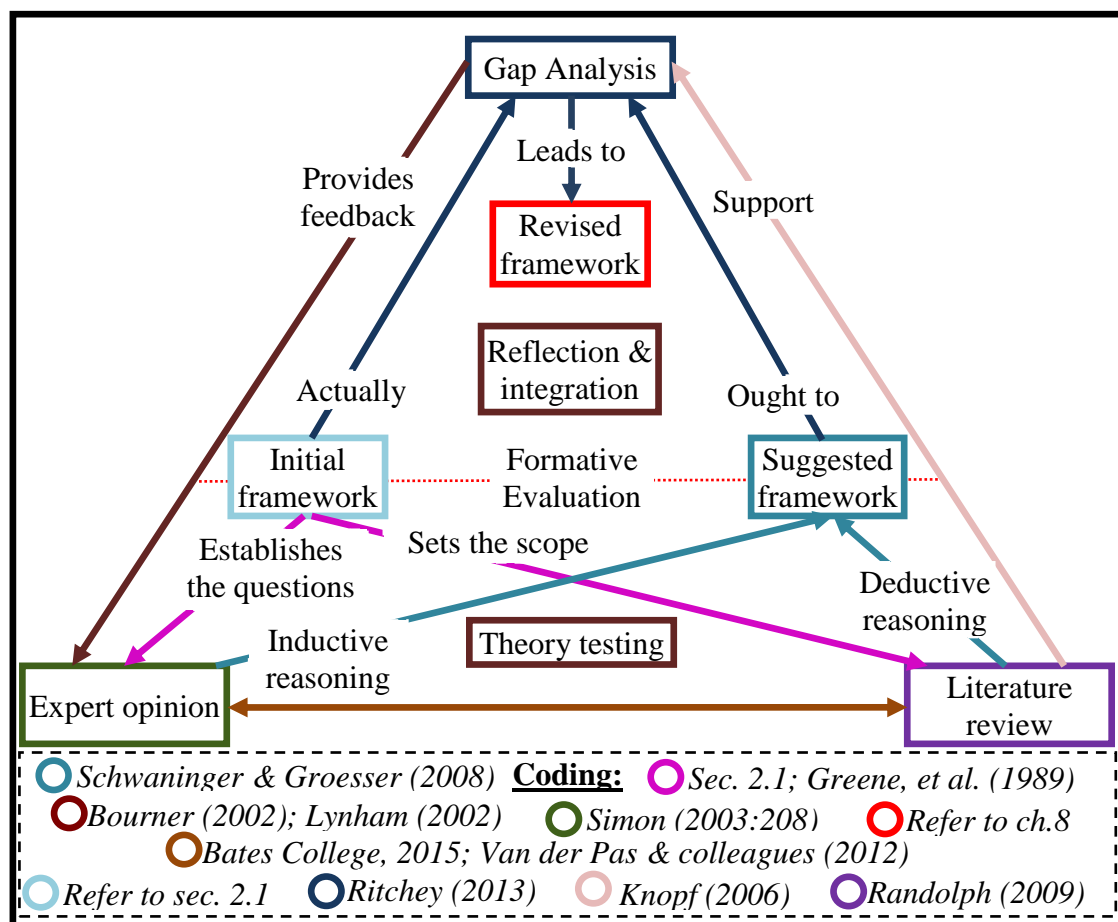 Gap Analysis
Leads to
Provides
feedback
Support
Revised
framework
Reflection &
integration
Actually
Ought to
Initial
framework
Formative
Evaluation
Suggested
framework
Establishes
the questions
Sets the scope
Deductive
reasoning
Inductive
reasoning
Theory testing
Expert opinion
Literature
review
Schwaninger & Groesser (2008) Coding: Sec. 2.1; Greene, et al. (1989)
Bourner (2002); Lynham (2002) Simon (2003:208) Refer to ch.8
Bates College, 2015; Van der Pas & colleagues (2012)
Refer to sec. 2.1 Ritchey (2013) Knopf (2006) Randolph (2009)